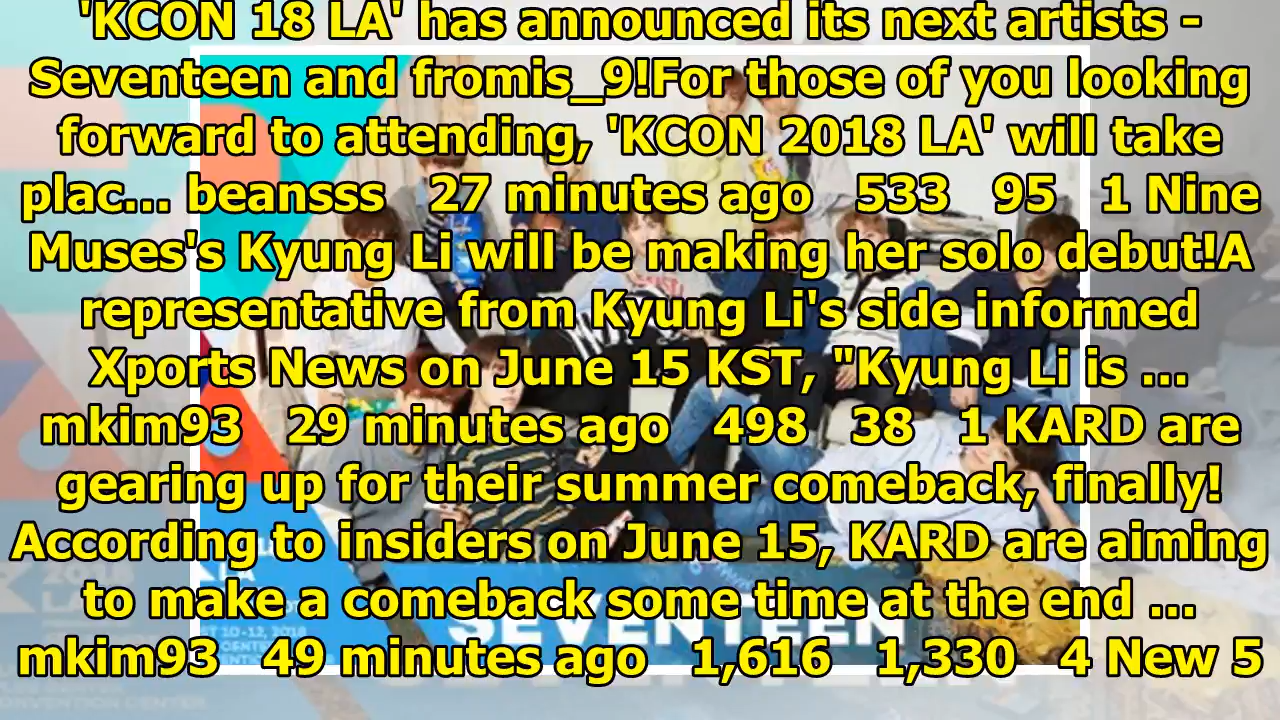 'KCON 18 LA' has announced its next artists -
Seventeen and fromis_9!For those of you looking
forward to attending, 'KCON 2018 LA' will take
plac... beansss 27 minutes ago 533 95 1 Nine
Muses's Kyung Li will be making her solo debut!A
representative from Kyung Li's side informed
Xports News on June 15 KST, "Kyung Li is ...
mkim93 29 minutes ago 498 38 1 KARD are
gearing up for their summer comeback, finally!
According to insiders on June 15, KARD are aiming
to make a comeback some time at the end ...
mkim93 49 minutes ago 1,616 1,330 4 New 5
SEVENTEEN